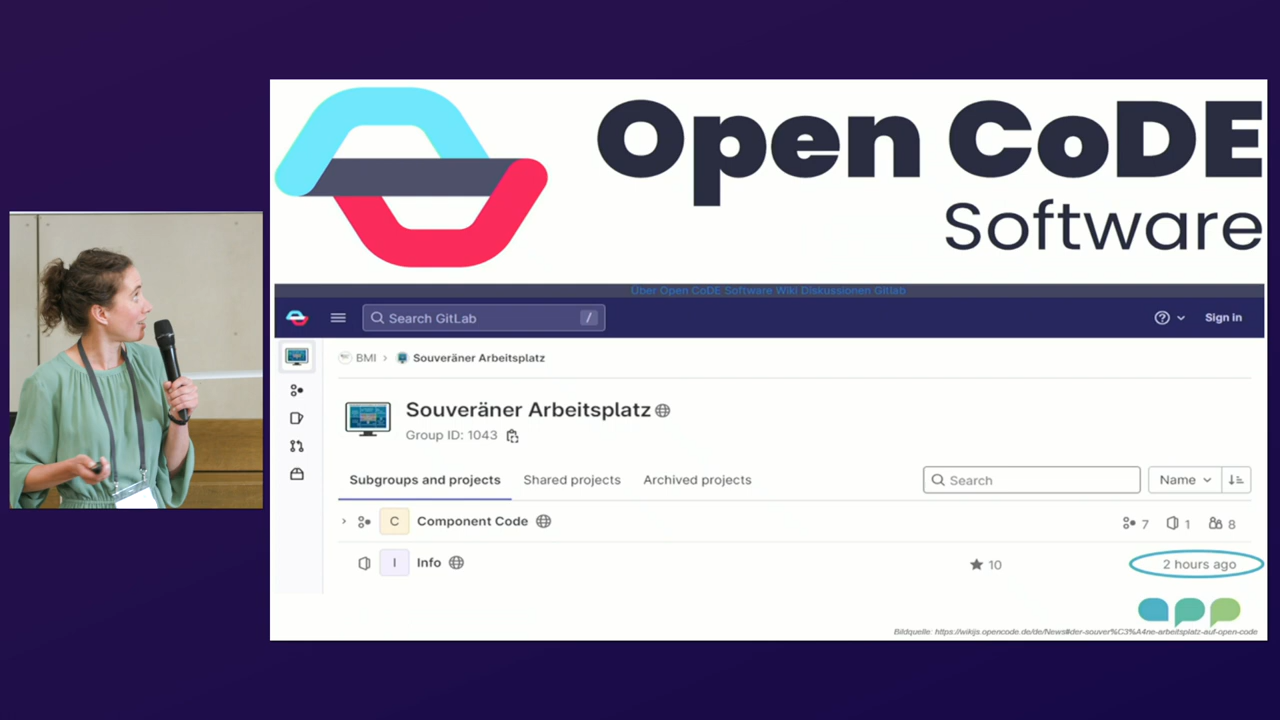 Open CoDE
Software
Über Open CoDE Software Wiki Diskussionen Gitlab
Search GitLab /
Sign in
BMI › Souveräner Arbeitsplatz
Souveräner Arbeitsplatz
Group ID: 1043
Subgroups and projects Shared projects Archived projects
Search
Name
C Component Code 7 1 8
I Info 10 2 hours ago
Bildquelle: https://wikijs.opencode.de/de/News#der-souver%C3%A4ne-arbeitsplatz-auf-open-code